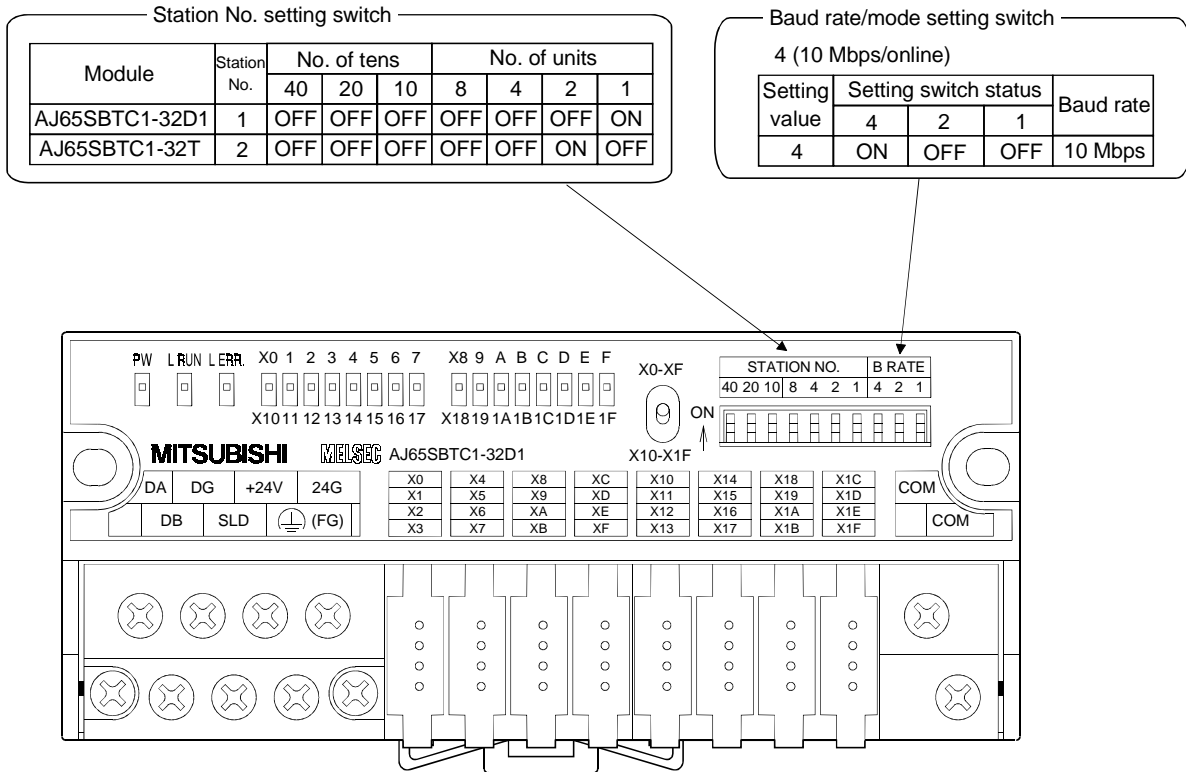 Station No. setting switch
Module Station No. No. of tens No. of units
40 20 10 8 4 2 1
AJ65SBTC1-32D1 1 OFF OFF OFF OFF OFF OFF ON
AJ65SBTC1-32T 2 OFF OFF OFF OFF OFF ON OFF
Baud rate/mode setting switch
4 (10 Mbps/online)
Setting value Setting switch status Baud rate
4 2 1
4 ON OFF OFF 10 Mbps
PW L RUN L ERR. X0 1 2 3 4 5 6 7 X8 9 A B C D E F
X10 11 12 13 14 15 16 17 X18 19 1A 1B 1C 1D 1E 1F
X0-XF
X10-X1F
ON
STATION NO. B RATE
40 20 10 8 4 2 1 4 2 1
MITSUBISHI MELSEC AJ65SBTC1-32D1
DA DG +24V 24G
DB SLD (FG)
X0 X4 X8 XC X10 X14 X18 X1C
X1 X5 X9 XD X11 X15 X19 X1D
X2 X6 XA XE X12 X16 X1A X1E
X3 X7 XB XF X13 X17 X1B X1F
COM
COM